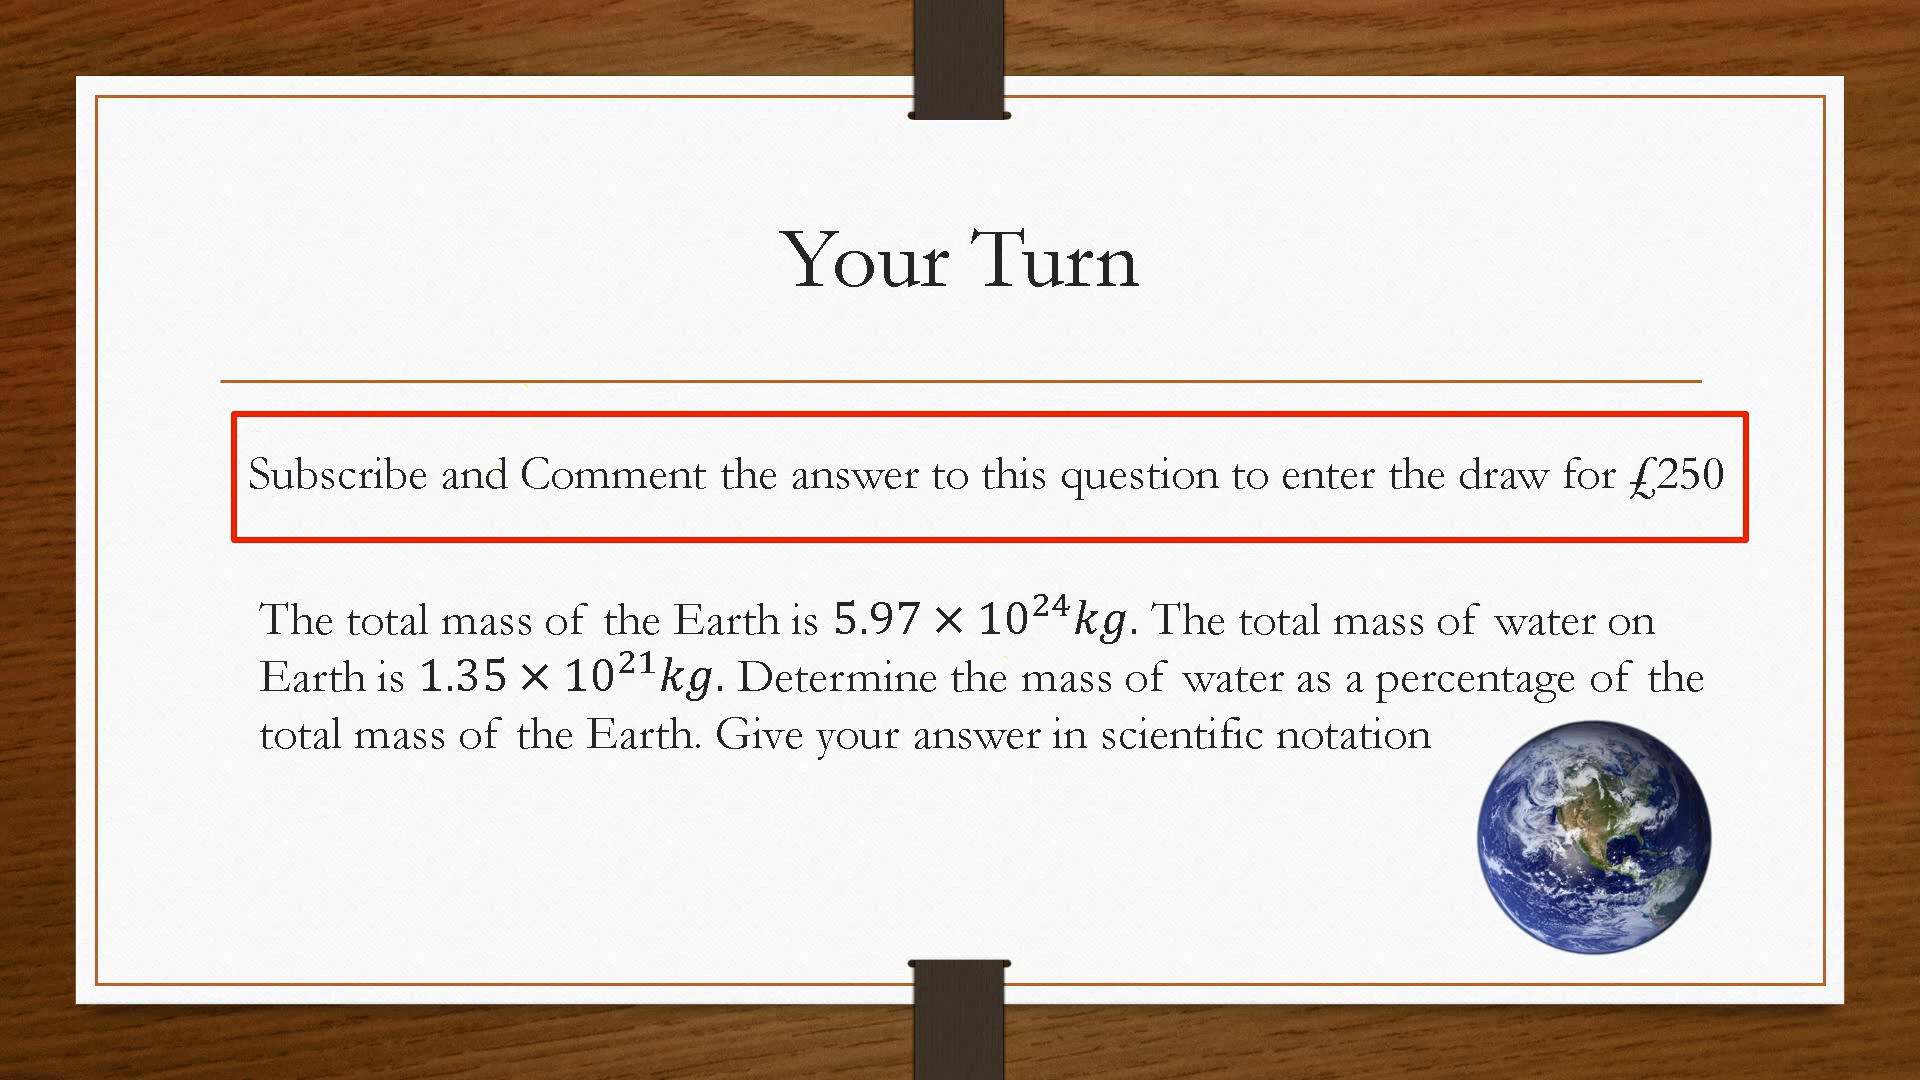 Your Turn
Subscribe and Comment the answer to this question to enter the draw for £250
The total mass of the Earth is 5.97 × 10²⁴kg. The total mass of water on
Earth is 1.35 × 10²¹kg. Determine the mass of water as a percentage of the
total mass of the Earth. Give your answer in scientific notation